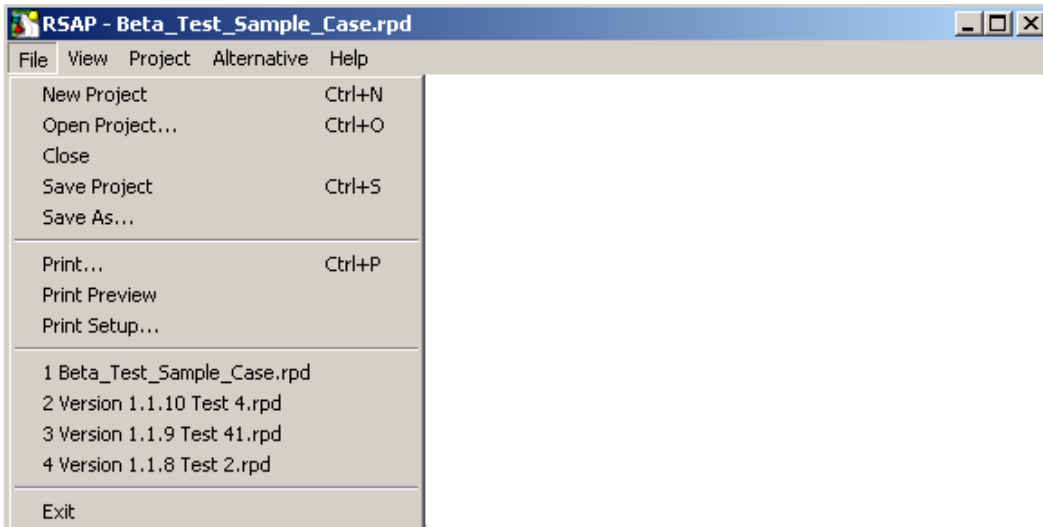 RSAP - Beta_Test_Sample_Case.rpd
File View Project Alternative Help
New Project Ctrl+N
Open Project... Ctrl+O
Close
Save Project Ctrl+S
Save As...
Print... Ctrl+P
Print Preview
Print Setup...
1 Beta_Test_Sample_Case.rpd
2 Version 1.1.10 Test 4.rpd
3 Version 1.1.9 Test 41.rpd
4 Version 1.1.8 Test 2.rpd
Exit